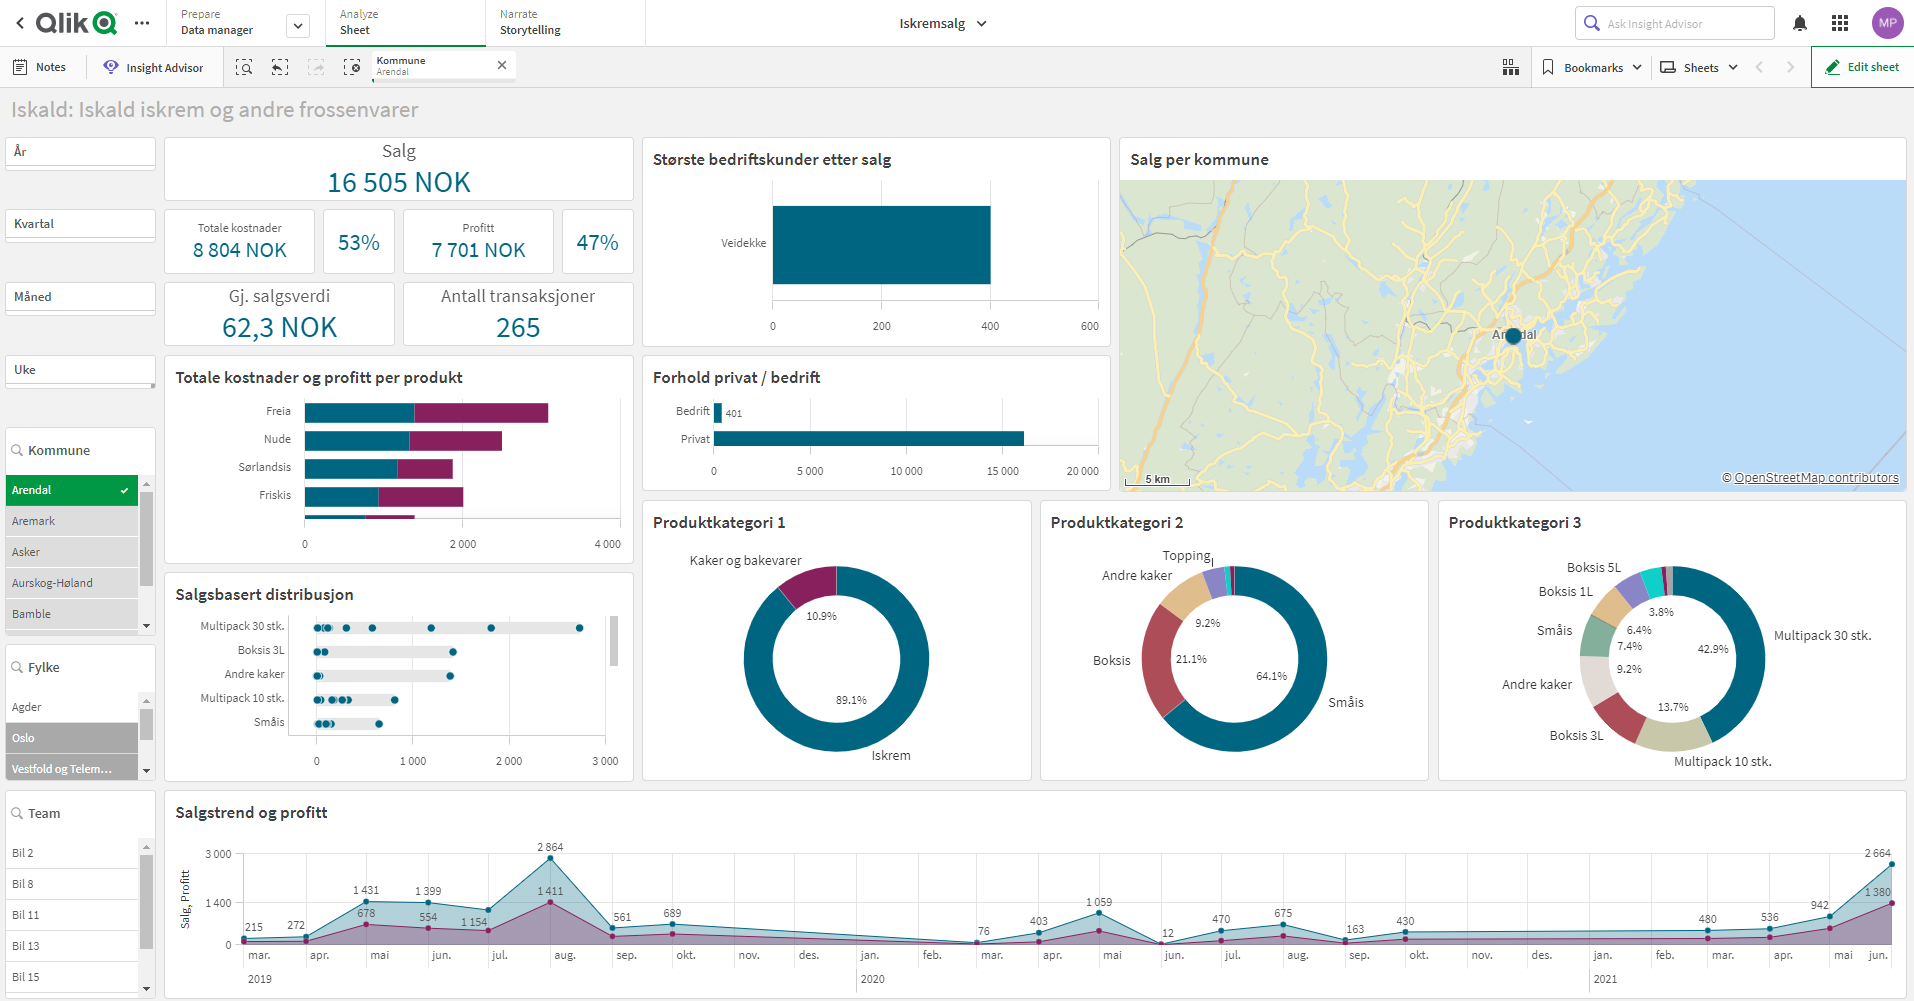 Qlik
Prepare
Data manager
Analyze
Sheet
Narrate
Storytelling
Iskremsalg
Ask Insight Advisor
MP
Notes
Insight Advisor
Kommune
Arendal
Bookmarks
Sheets
Edit sheet
Iskald: Iskald iskrem og andre frossenvarer
År
Kvartal
Måned
Uke
Kommune
Arendal
Aremark
Asker
Aurskog-Høland
Bamble
Fylke
Agder
Oslo
Vestfold og Telem...
Team
Bil 2
Bil 8
Bil 11
Bil 13
Bil 15
Salg
16 505 NOK
Totale kostnader
8 804 NOK
53%
Profitt
7 701 NOK
47%
Gj. salgsverdi
62,3 NOK
Antall transaksjoner
265
Totale kostnader og profitt per produkt
Freia
Nude
Sørlandsis
Friskis
0 2 000 4 000
Salgsbasert distribusjon
Multipack 30 stk.
Boksis 3L
Andre kaker
Multipack 10 stk.
Småis
0 1 000 2 000 3 000
Største bedriftskunder etter salg
Veidekke
0 200 400 600
Forhold privat / bedrift
Bedrift 401
Privat
0 5 000 10 000 15 000 20 000
Salg per kommune
Arendal
5 km
© OpenStreetMap contributors
Produktkategori 1
Kaker og bakevarer
10.9%
89.1%
Iskrem
Produktkategori 2
Topping
Andre kaker
9.2%
Boksis
21.1%
64.1%
Småis
Produktkategori 3
Boksis 5L
Boksis 1L
3.8%
Småis
6.4%
7.4%
42.9%
Multipack 30 stk.
9.2%
Andre kaker
13.7%
Boksis 3L
Multipack 10 stk.
Salgstrend og profitt
Salg, Profitt
3 000
1 400
0
215 272 1 431 1 399 1 154 2 864 561 689 76 403 1 059 12 470 675 163 430 480 536 942 2 664
678 554 1 411 1 380
mar. apr. mai jun. jul. aug. sep. okt. nov. des. jan. feb. mar. apr. mai jun. jul. aug. sep. okt. nov. des. jan. feb. mar. apr. mai jun.
2019 2020 2021